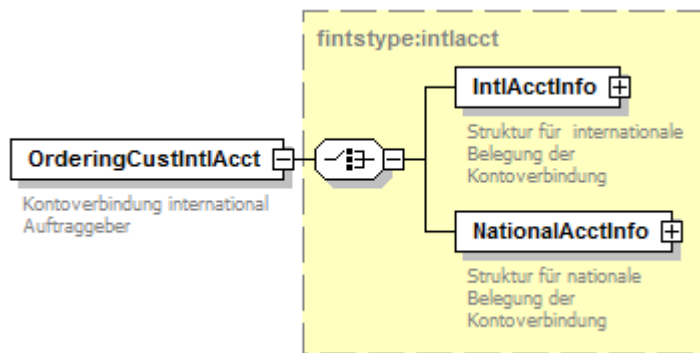 fintstype:intlacct
IntlAcctInfo
Struktur für internationale
Belegung der
Kontoverbindung
OrderingCustIntlAcct
Kontoverbindung international
Auftraggeber
NationalAcctInfo
Struktur für nationale
Belegung der
Kontoverbindung